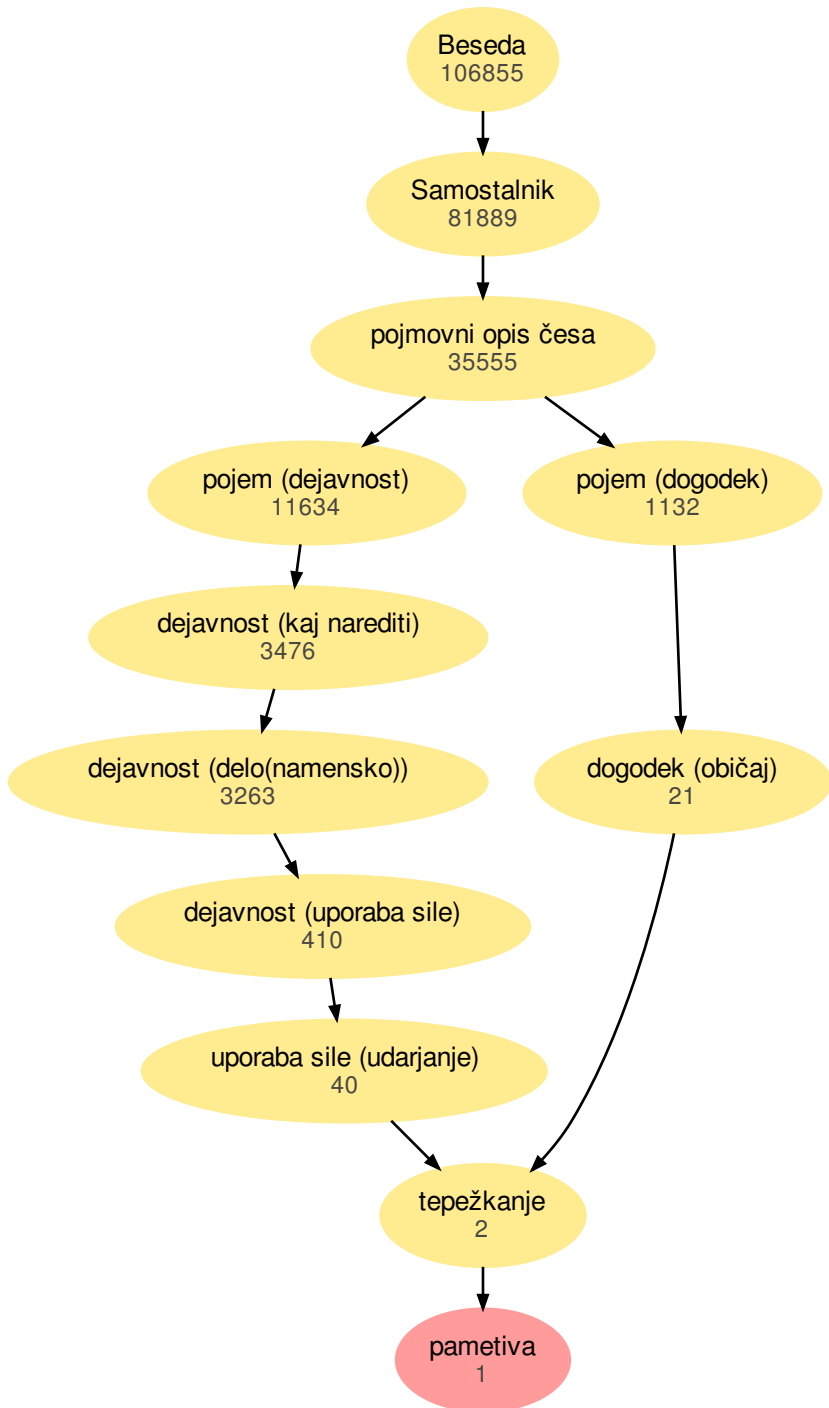 Beseda
106855
Samostalnik
81889
pojmovni opis česa
35555
pojem (dejavnost)
11634
pojem (dogodek)
1132
dejavnost (kaj narediti)
3476
dejavnost (delo(namensko))
3263
dogodek (običaj)
21
dejavnost (uporaba sile)
410
uporaba sile (udarjanje)
40
tepežkanje
2
pametiva
1